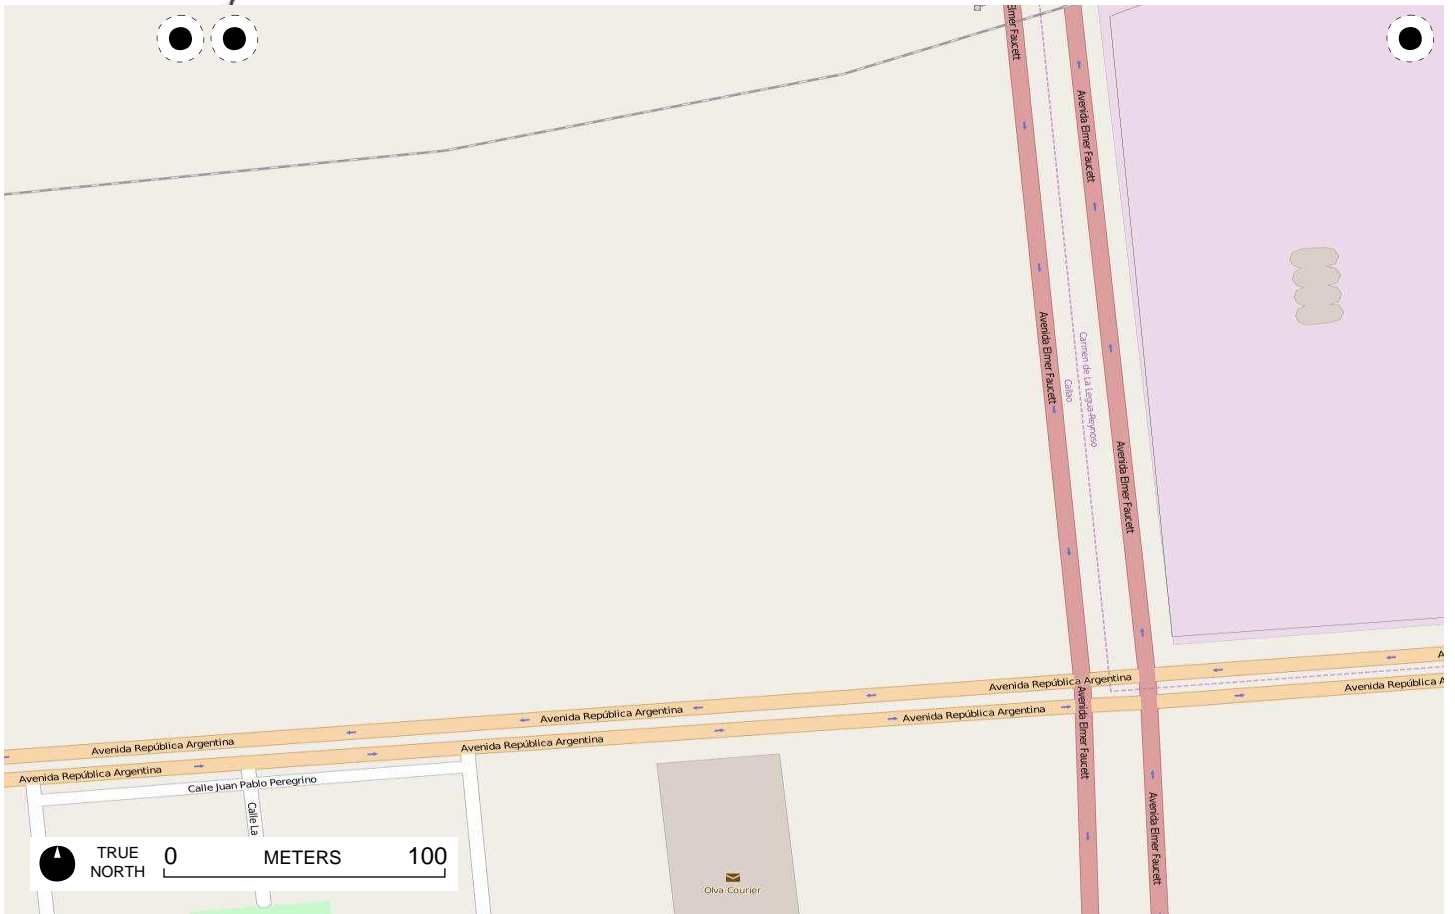 Elmer Faucett
Avenida Elmer Faucett
Avenida Elmer Faucett
Carmen de La Legua-Reynoso
Callao
Avenida Elmer Faucett
Avenida República Argentina
Avenida República Argentina
Avenida República Argentina
Avenida República Argentina
Avenida República Argentina
Avenida República Argentina
Avenida República Argentina
Avenida Elmer Faucett
Avenida Elmer Faucett
Calle Juan Pablo Peregrino
Calle La
TRUE
NORTH
0 METERS 100
Olva Courier